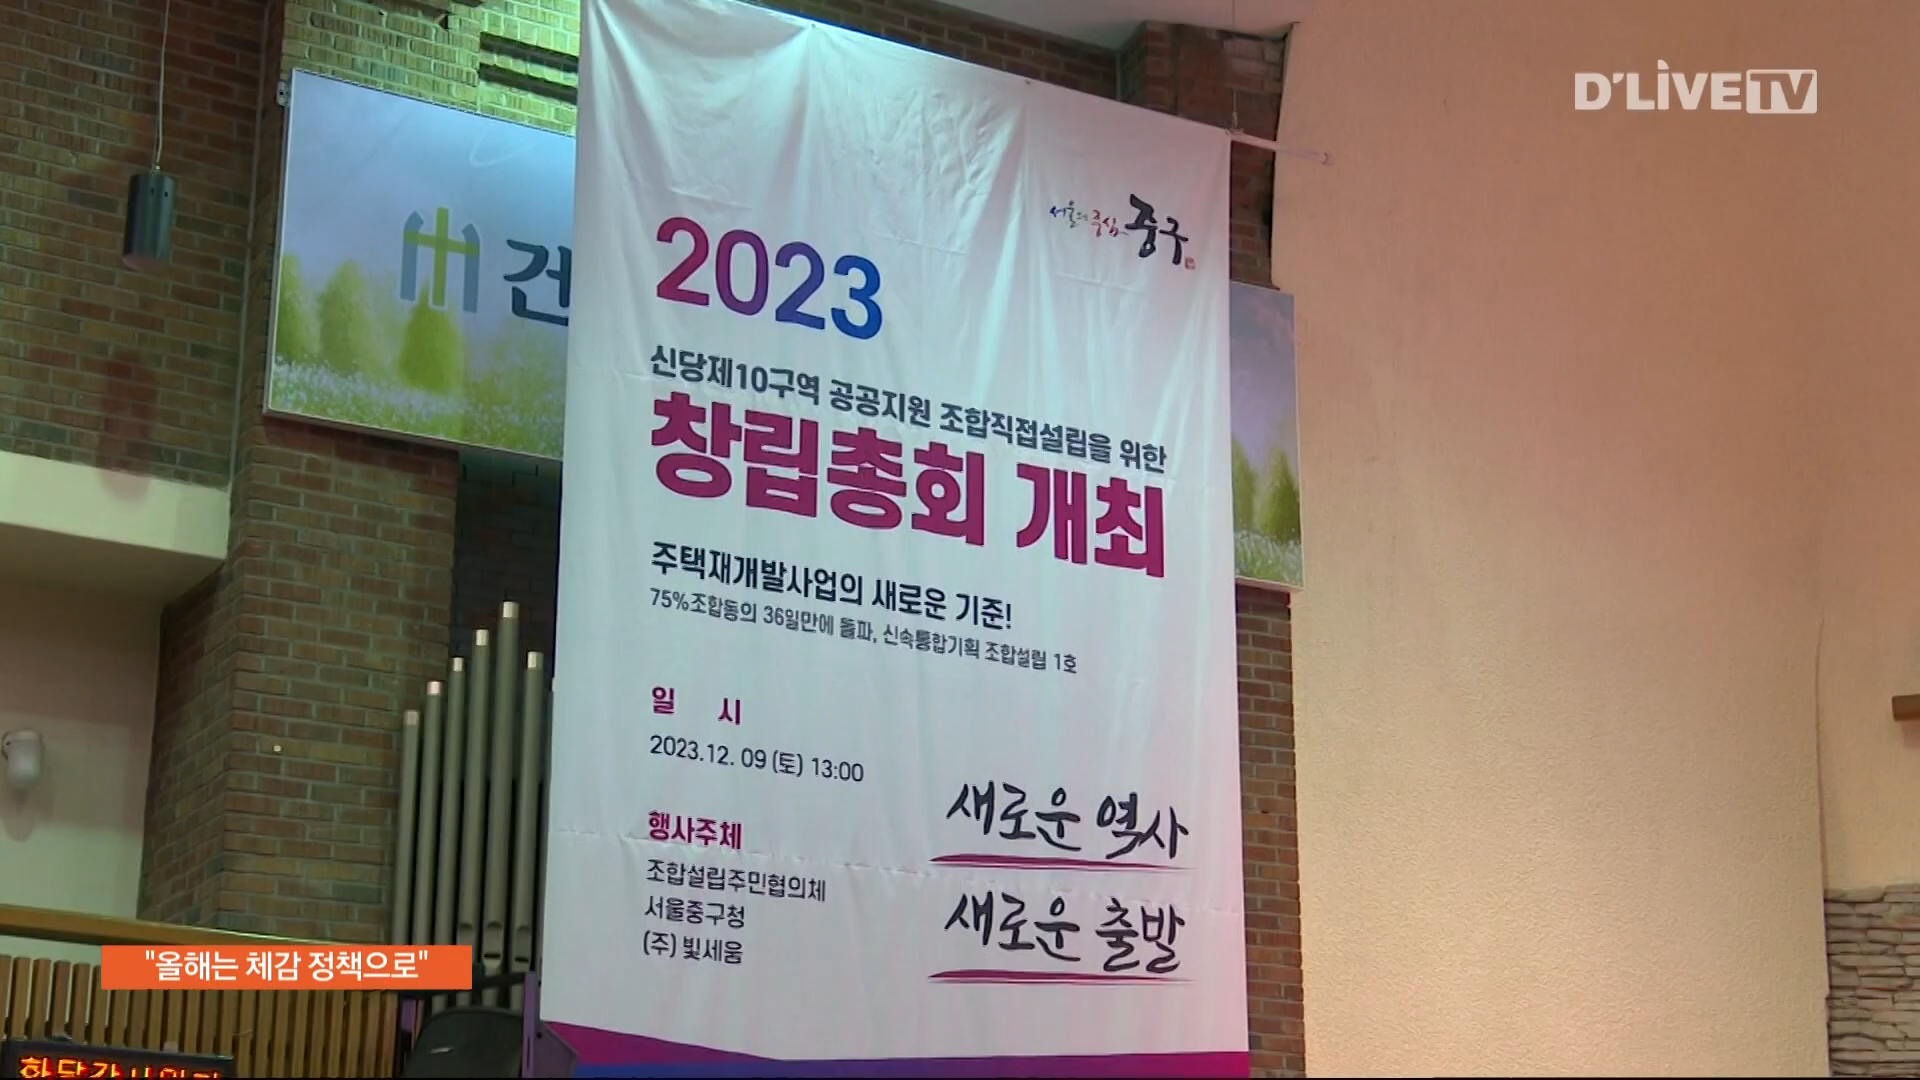 D'LIVE TV
서울의 중심 중구
건
2023
신당제10구역 공공지원 조합직접설립을 위한
창립총회 개최
주택재개발사업의 새로운 기준!
75%조합동의 36일만에 돌파, 신속통합기획 조합설립 1호
일 시
2023.12. 09 (토) 13:00
행사주체
조합설립주민협의체
서울중구청
(주) 빛세움
새로운 역사
새로운 출발
"올해는 체감 정책으로"